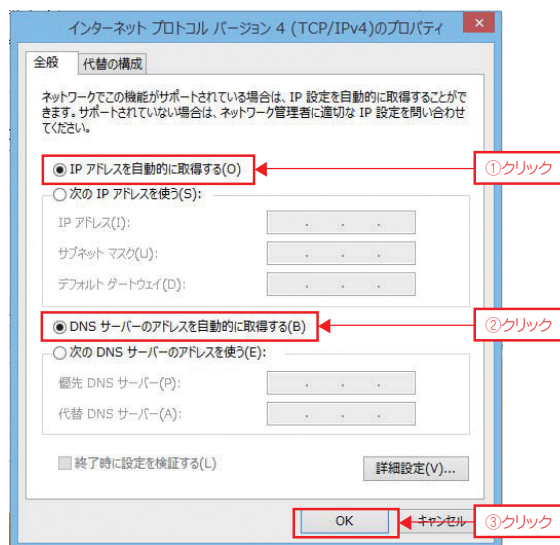 インターネット プロトコル バージョン 4 (TCP/IPv4)のプロパティ
全般
代替の構成
ネットワークでこの機能がサポートされている場合は、IP 設定を自動的に取得することがで
きます。サポートされていない場合は、ネットワーク管理者に適切な IP 設定を問い合わせ
てください。
IP アドレスを自動的に取得する(O)
①クリック
次の IP アドレスを使う(S):
IP アドレス(I):
サブネット マスク(U):
デフォルト ゲートウェイ(D):
DNS サーバーのアドレスを自動的に取得する(B)
②クリック
次の DNS サーバーのアドレスを使う(E):
優先 DNS サーバー(P):
代替 DNS サーバー(A):
終了時に設定を検証する(L)
詳細設定(V)...
OK
キャンセル
③クリック